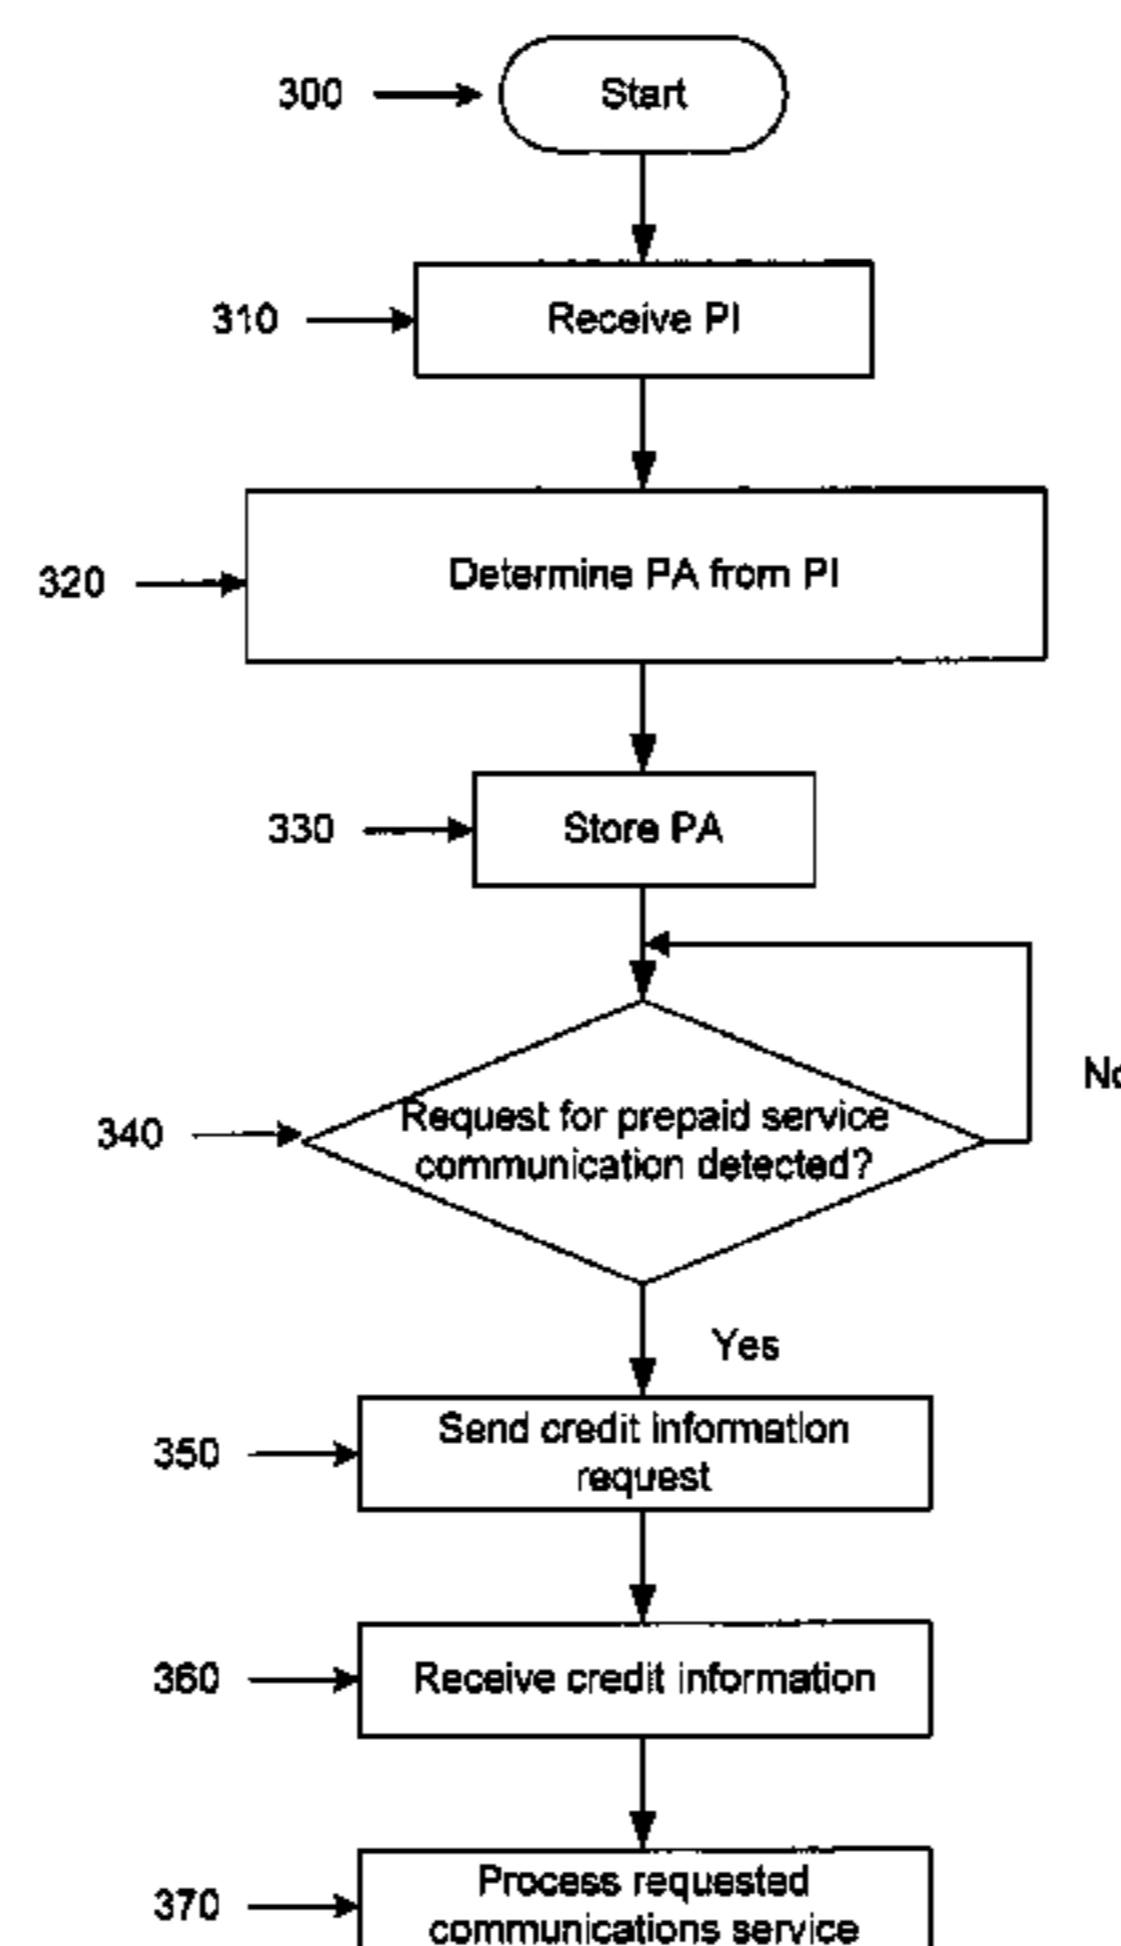 300 Start
310 Receive PI
320 Determine PA from PI
330 Store PA
No
340 Request for prepaid service
communication detected?
Yes
350 Send credit information
request
360 Receive credit information
370 Process requested
communications service